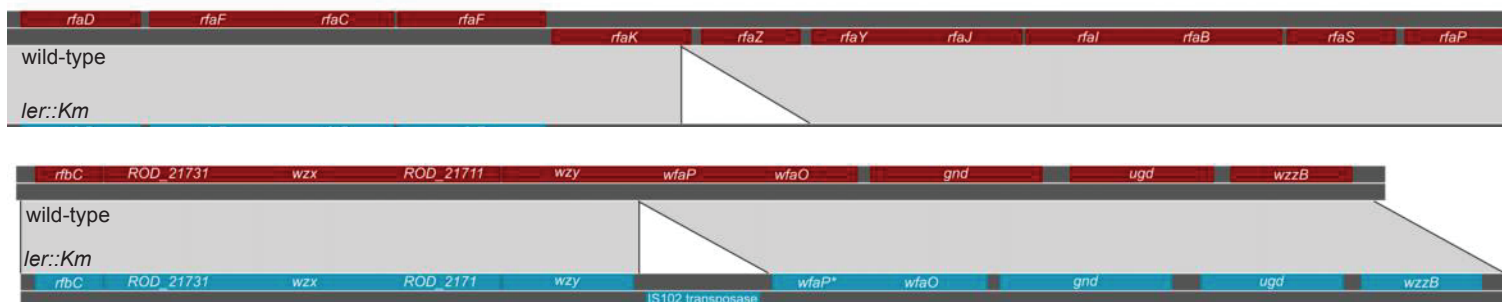 rfaD rfaF rfaC rfaF
rfaK rfaZ rfaY rfaJ rfaI rfaB rfaS rfaP
wild-type
ler::Km
rfbC ROD_21731 wzx ROD_21711 wzy wfaP wfaO gnd ugd wzzB
wild-type
ler::Km
rfbC ROD_21731 wzx ROD_2171 wzy wfaP* wfaO gnd ugd wzzB
IS102 transposase